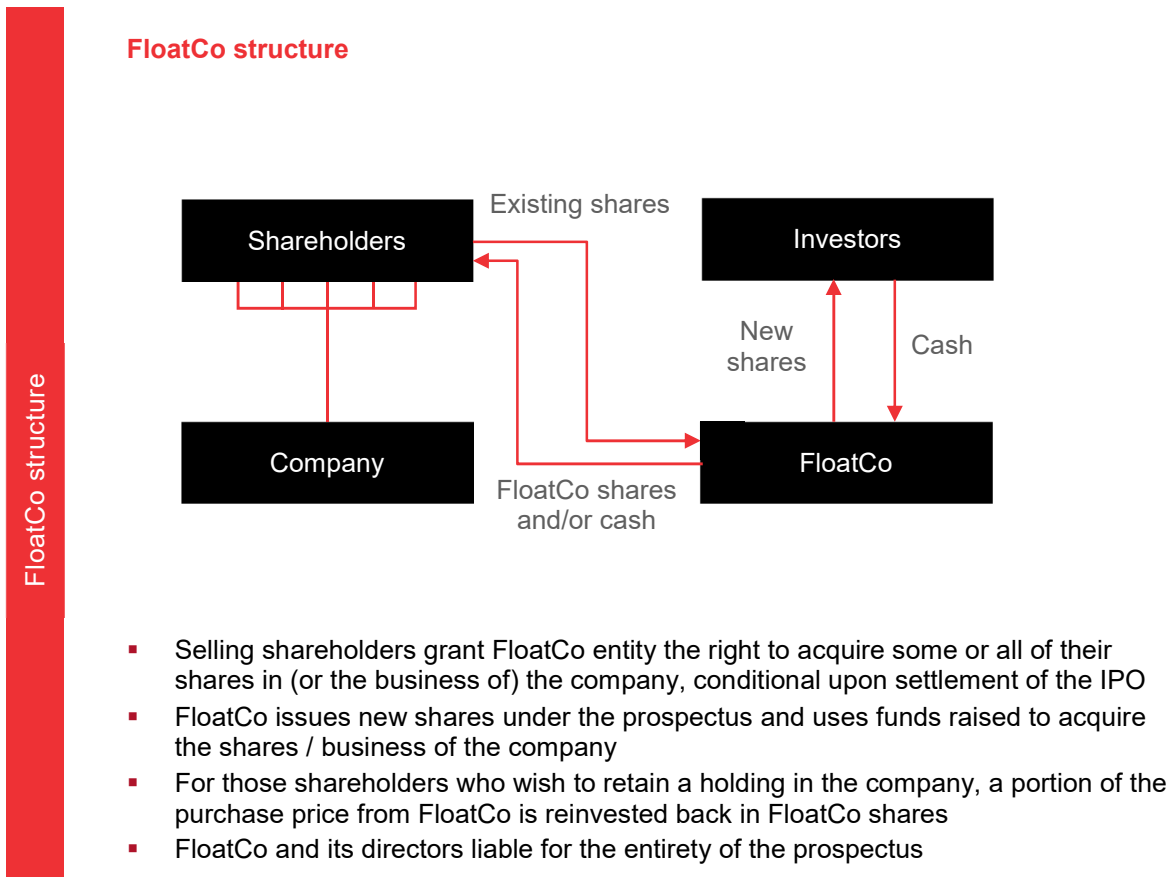 FloatCo structure
FloatCo structure
Existing shares
Shareholders
Investors
New
shares
Cash
Company
FloatCo
FloatCo shares
and/or cash
▪ Selling shareholders grant FloatCo entity the right to acquire some or all of their
shares in (or the business of) the company, conditional upon settlement of the IPO
▪ FloatCo issues new shares under the prospectus and uses funds raised to acquire
the shares / business of the company
▪ For those shareholders who wish to retain a holding in the company, a portion of the
purchase price from FloatCo is reinvested back in FloatCo shares
▪ FloatCo and its directors liable for the entirety of the prospectus